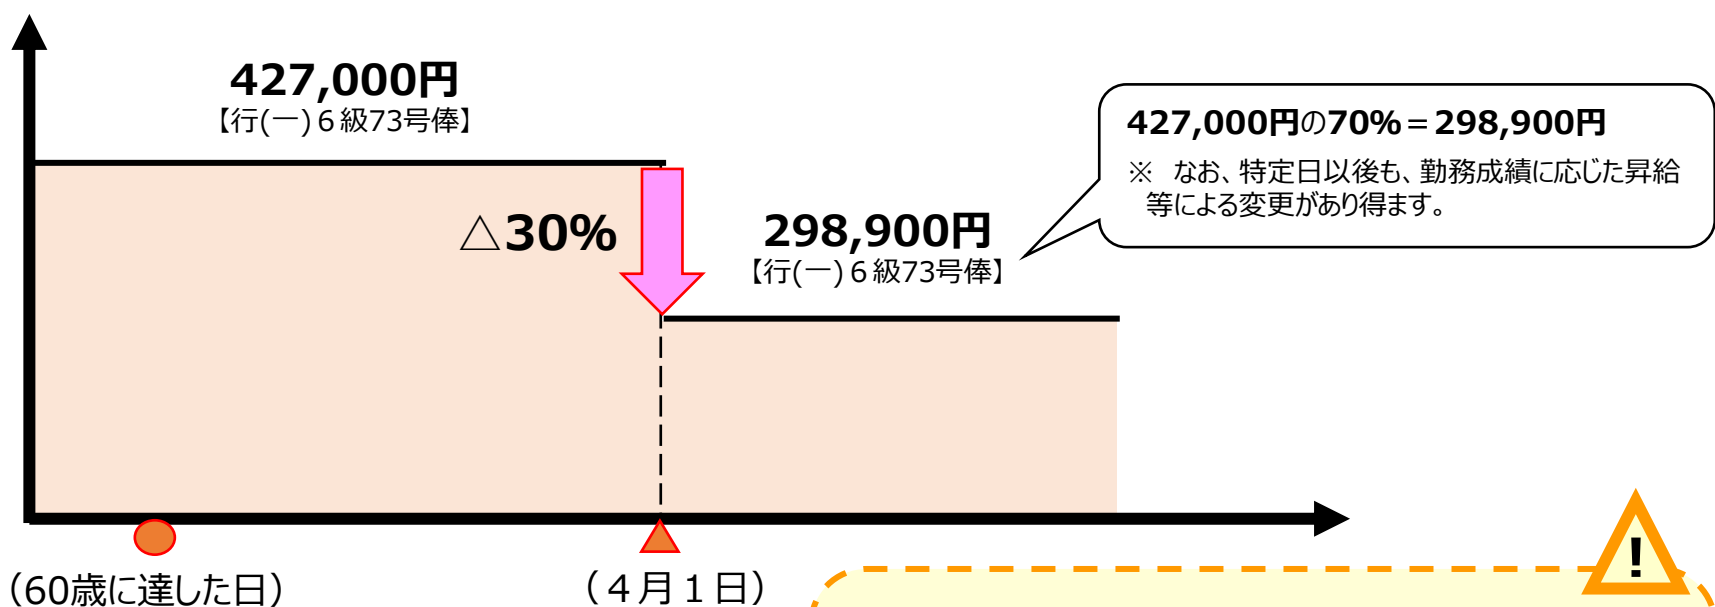 427,000円
【行(一)６級73号俸】
427,000円の70%＝298,900円
※　なお、特定日以後も、勤務成績に応じた昇給
等による変更があり得ます。
△30%
298,900円
【行(一)６級73号俸】
!
（60歳に達した日）
（４月１日）